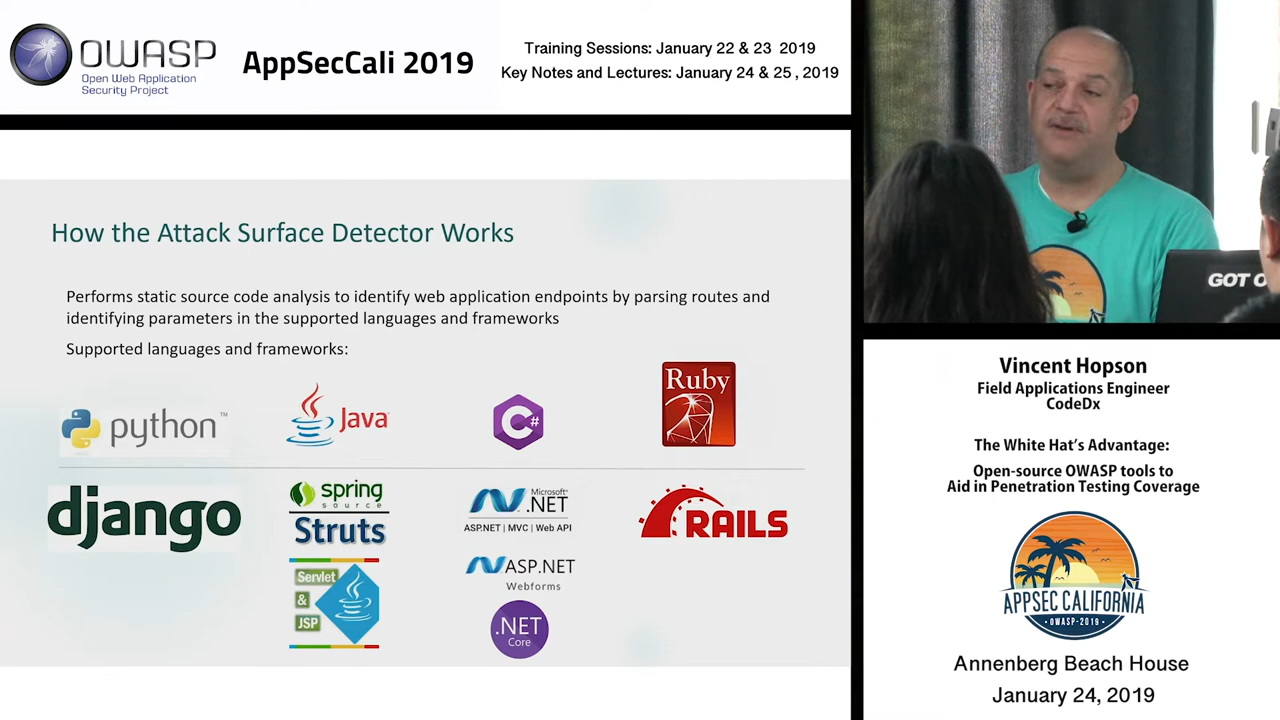 OWASP
Open Web Application
Security Project
AppSecCali 2019
Training Sessions: January 22 & 23 2019
Key Notes and Lectures: January 24 & 25 , 2019
How the Attack Surface Detector Works
Performs static source code analysis to identify web application endpoints by parsing routes and
identifying parameters in the supported languages and frameworks
Supported languages and frameworks:
python™
Java
C#
Ruby
django
spring
source
Struts
Servlet
&
JSP
Microsoft®
.NET
ASP.NET | MVC | Web API
ASP.NET
Webforms
.NET
Core
RAILS
GOT O
Vincent Hopson
Field Applications Engineer
CodeDx
The White Hat's Advantage:
Open-source OWASP tools to
Aid in Penetration Testing Coverage
APPSEC CALIFORNIA
• OWASP-2019 •
Annenberg Beach House
January 24, 2019